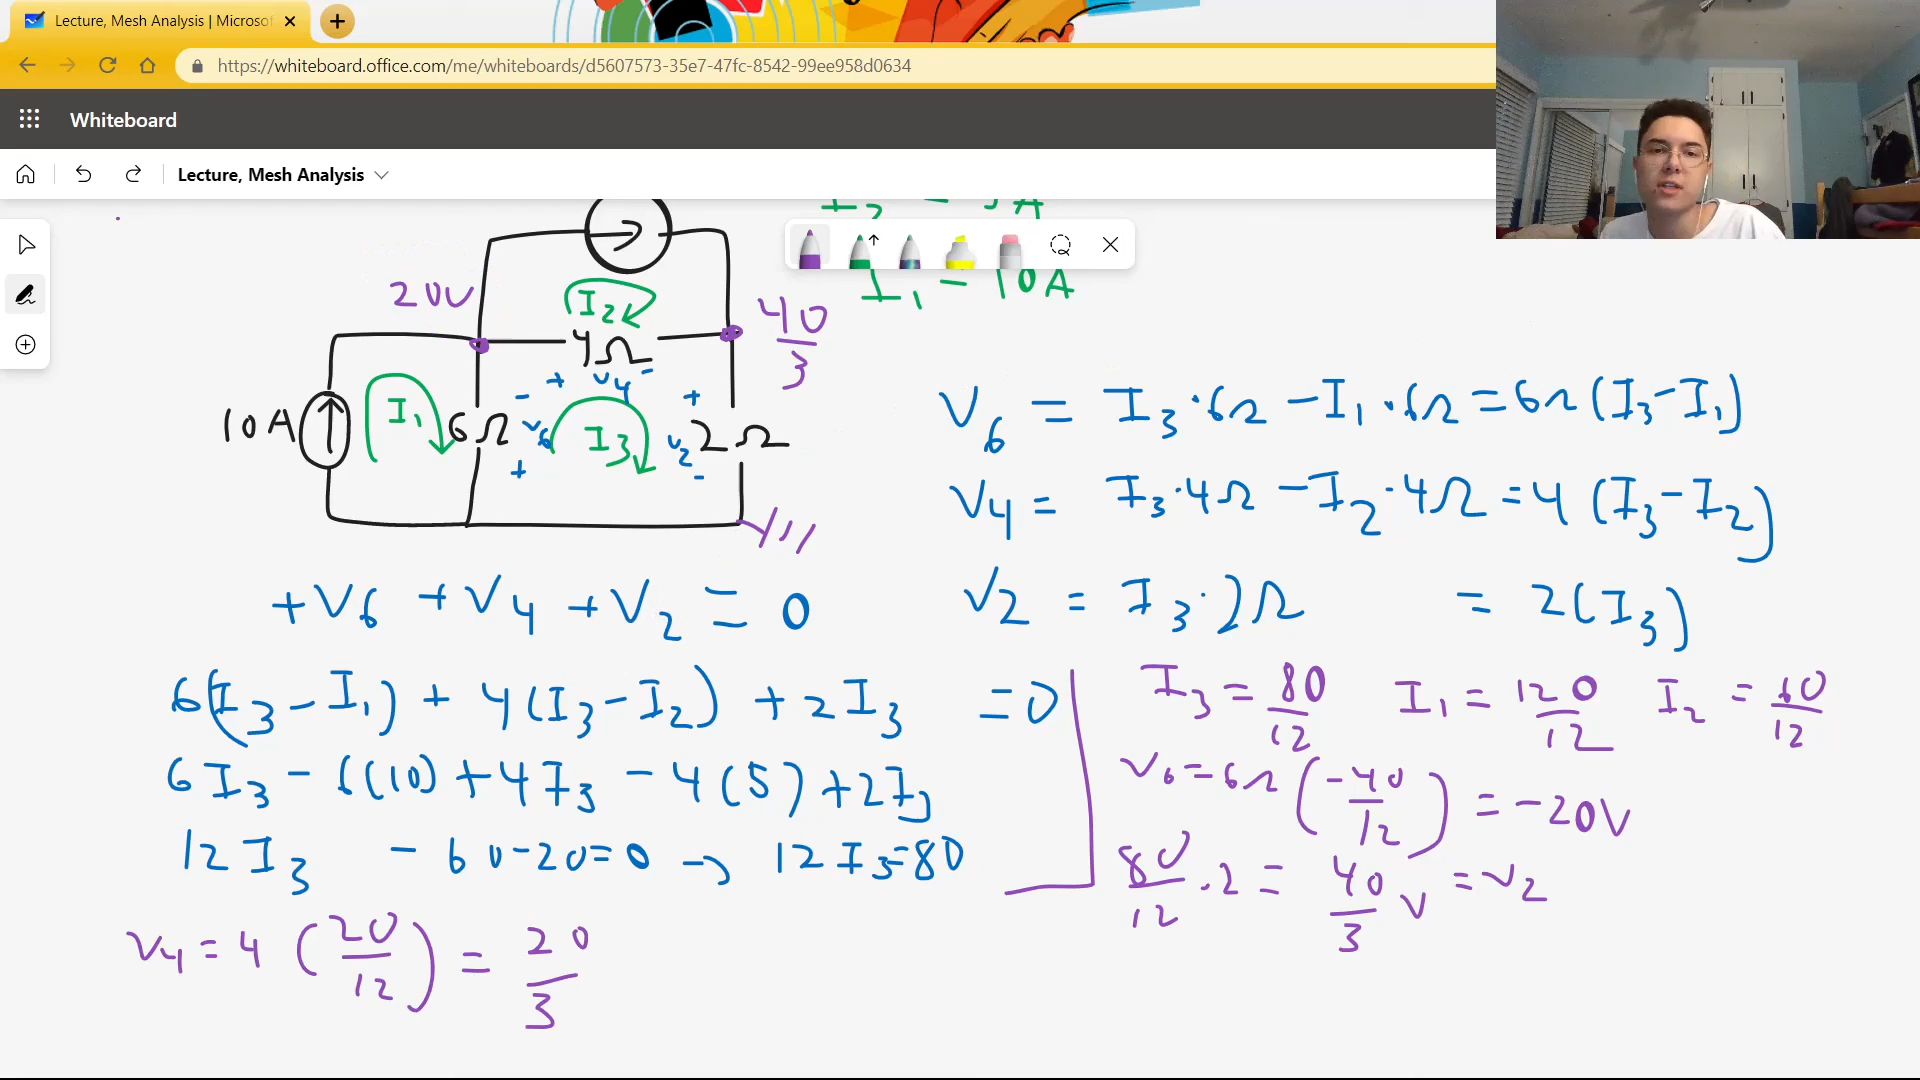 Lecture, Mesh Analysis | Microsof
https://whiteboard.office.com/me/whiteboards/d5607573-35e7-47fc-8542-99ee958d0634
Whiteboard
Lecture, Mesh Analysis
I₁ = 10A
20V
I₂
40/3
4Ω
+ V₄ -
10A
I₁
6Ω
- V₆ +
I₃
+ V₂ -
2Ω
V₆ = I₃·6Ω - I₁·6Ω = 6Ω(I₃-I₁)
V₄ = I₃·4Ω - I₂·4Ω = 4(I₃-I₂)
V₂ = I₃·2Ω = 2(I₃)
+V₆ +V₄ +V₂ = 0
6(I₃-I₁) + 4(I₃-I₂) + 2I₃ = 0
6I₃ - 6(10) + 4I₃ - 4(5) + 2I₃
12I₃ - 60-20=0 → 12I₃=80
V₄ = 4(20/12) = 20/3
I₃ = 80/12 I₁ = 120/12 I₂ = 60/12
V₆ = 6Ω(-40/12) = -20V
80/12 ·2 = 40/3 V = V₂